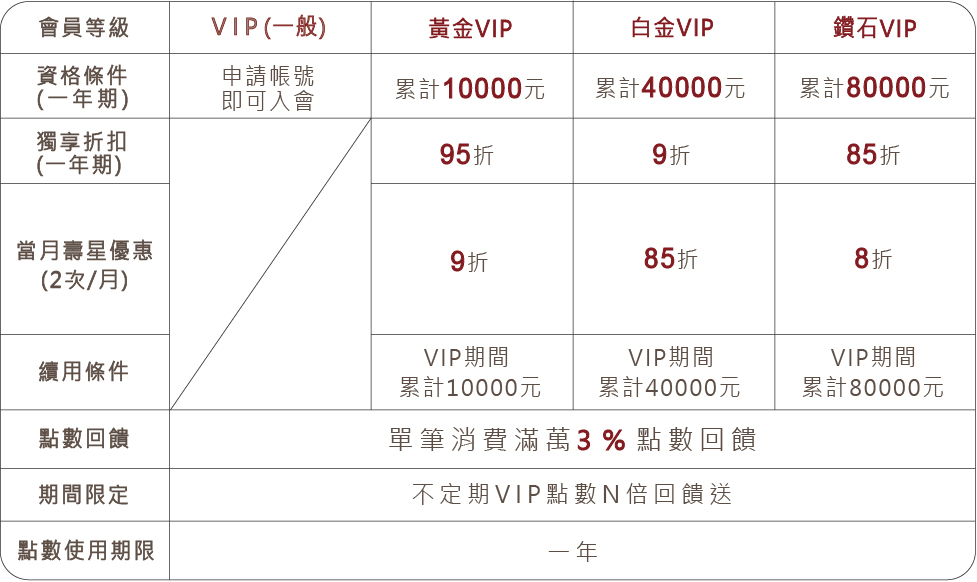 會員等級 VIP(一般) 黃金VIP 白金VIP 鑽石VIP
資格條件
(一年期)
申請帳號
即可入會
累計10000元 累計40000元 累計80000元
獨享折扣
(一年期)
95折 9折 85折
當月壽星優惠
(2次/月)
9折 85折 8折
續用條件
VIP期間
累計10000元
VIP期間
累計40000元
VIP期間
累計80000元
點數回饋 單筆消費滿萬3%點數回饋
期間限定 不定期VIP點數N倍回饋送
點數使用期限 一年